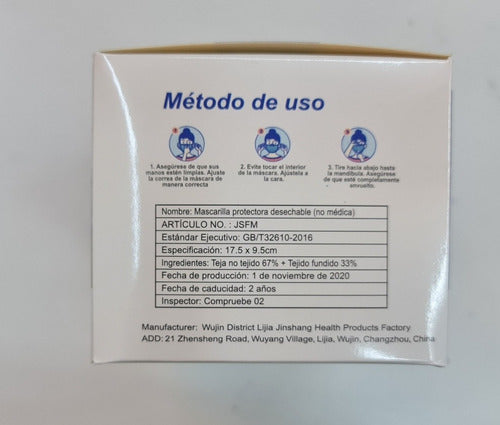 Método de uso
1. Asegúrese de que sus
manos estén limpias. Ajuste
la correa de la máscara de
manera correcta
2. Evite tocar el interior
de la máscara. Ajústela a
la cara.
3. Tire hacia abajo hasta
la mandíbula. Asegúrese
de que esté completamente
envuelto.
Nombre: Mascarilla protectora desechable (no médica)
ARTÍCULO NO. : JSFM
Estándar Ejecutivo: GB/T32610-2016
Especificación: 17.5 x 9.5cm
Ingredientes: Teja no tejido 67% + Tejido fundido 33%
Fecha de producción: 1 de noviembre de 2020
Fecha de caducidad: 2 años
Inspector: Compruebe 02
Manufacturer: Wujin District Lijia Jinshang Health Products Factory
ADD: 21 Zhensheng Road, Wuyang Village, Lijia, Wujin, Changzhou, China